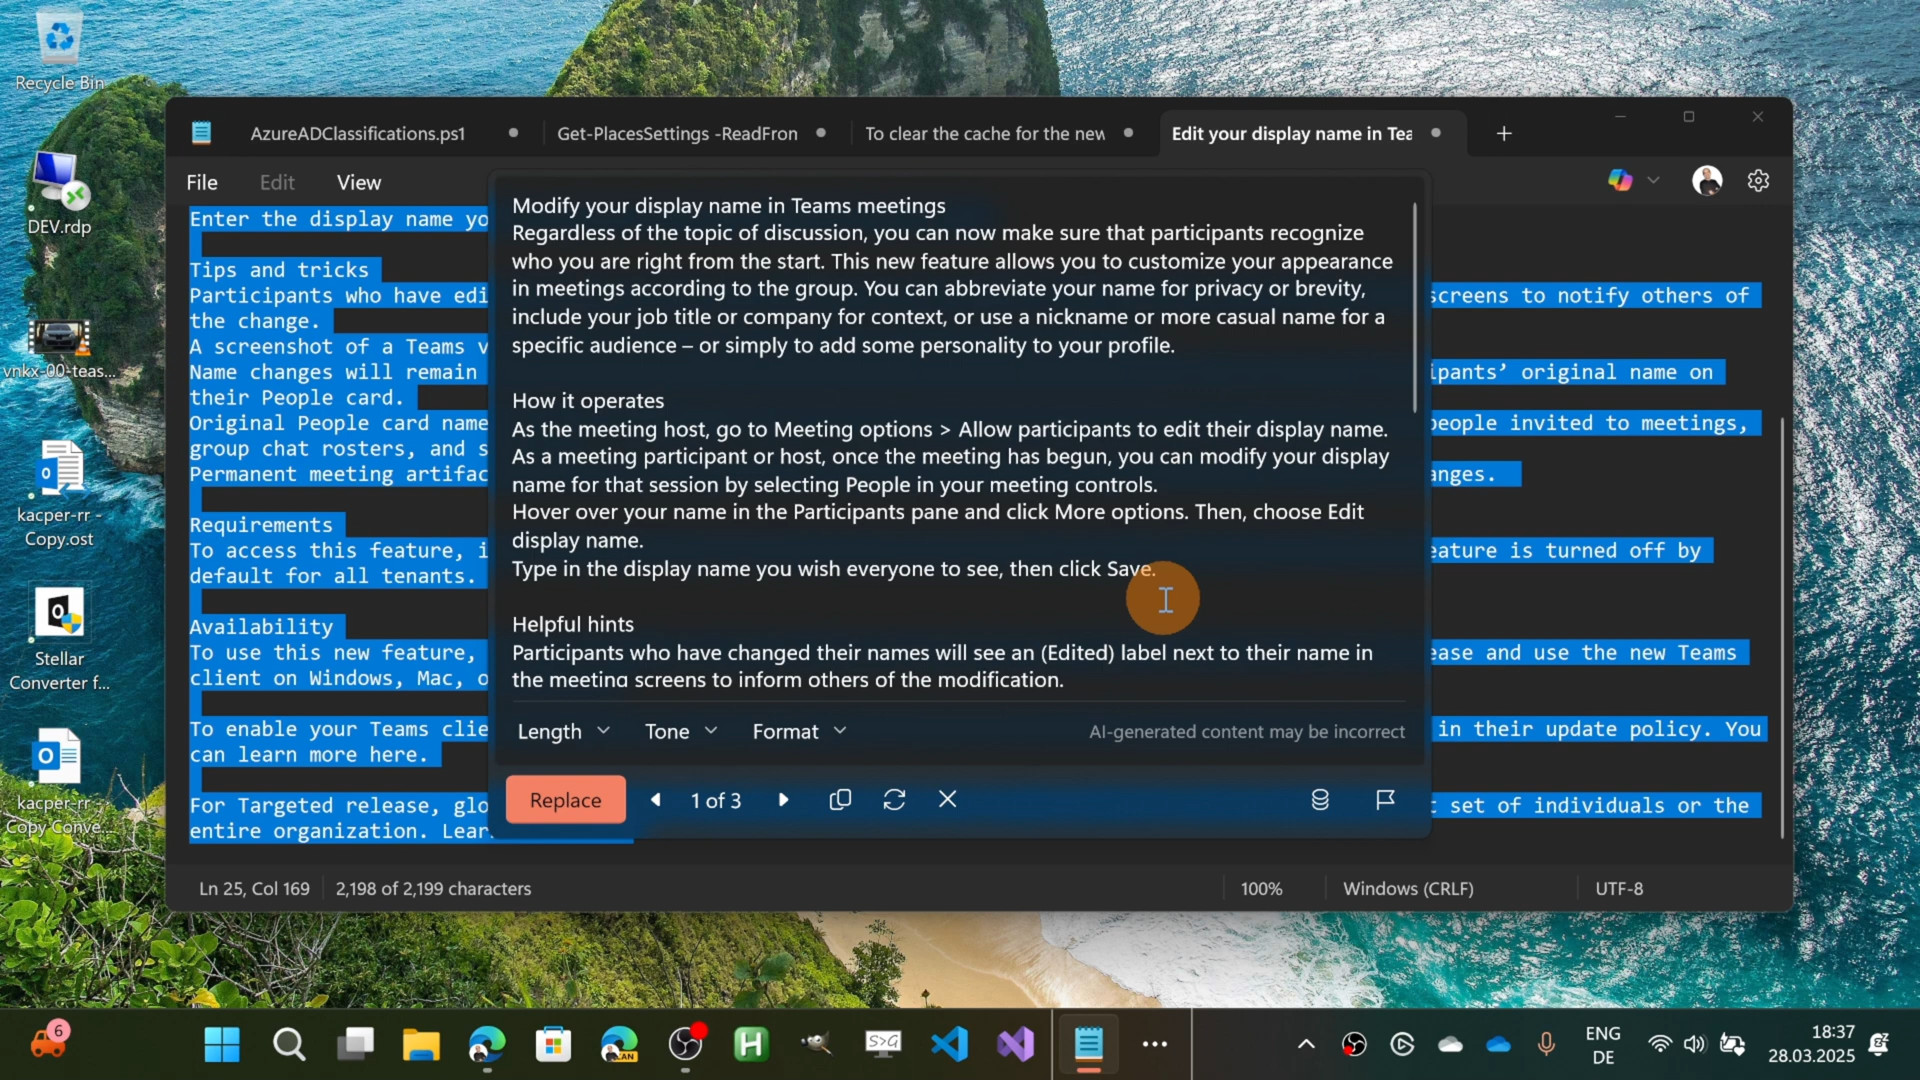 Recycle Bin
DEV.rdp
vnkx-00-teas...
kacper-rr -
Copy.ost
Stellar
Converter f...
kacper-rr -
Copy Conve...
AzureADClassifications.ps1
Get-PlacesSettings -ReadFron
To clear the cache for the new
Edit your display name in Tea
File
Edit
View
Enter the display name yo
Tips and tricks
Participants who have edi
screens to notify others of
the change.
A screenshot of a Teams v
Name changes will remain
ipants’ original name on
their People card.
Original People card name
people invited to meetings,
group chat rosters, and s
Permanent meeting artifac
anges.
Requirements
To access this feature, i
eature is turned off by
default for all tenants.
Availability
To use this new feature,
ease and use the new Teams
client on Windows, Mac, o
To enable your Teams clie
in their update policy. You
can learn more here.
For Targeted release, glo
t set of individuals or the
entire organization. Lear
Modify your display name in Teams meetings
Regardless of the topic of discussion, you can now make sure that participants recognize
who you are right from the start. This new feature allows you to customize your appearance
in meetings according to the group. You can abbreviate your name for privacy or brevity,
include your job title or company for context, or use a nickname or more casual name for a
specific audience – or simply to add some personality to your profile.
How it operates
As the meeting host, go to Meeting options > Allow participants to edit their display name.
As a meeting participant or host, once the meeting has begun, you can modify your display
name for that session by selecting People in your meeting controls.
Hover over your name in the Participants pane and click More options. Then, choose Edit
display name.
Type in the display name you wish everyone to see, then click Save.
Helpful hints
Participants who have changed their names will see an (Edited) label next to their name in
the meeting screens to inform others of the modification.
Length
Tone
Format
AI-generated content may be incorrect
Replace
1 of 3
Ln 25, Col 169
2,198 of 2,199 characters
100%
Windows (CRLF)
UTF-8
6
CAN
S>G
ENG
DE
18:37
28.03.2025